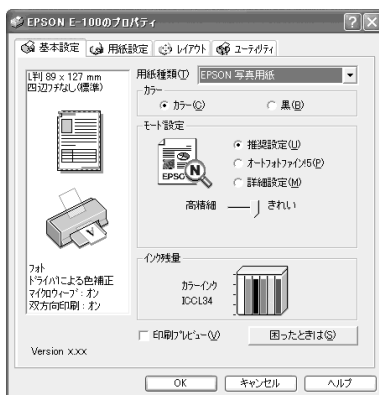 EPSON E-100のプロパティ
基本設定 用紙設定 レイアウト ユーティリティ
L判 89 x 127 mm
四辺フチなし(標準)
フォト
ドライバによる色補正
マイクロウィーブ：オン
双方向印刷：オン
Version x.xx
用紙種類(T) EPSON 写真用紙
カラー
カラー(C) 黒(B)
モード設定
EPSO N
推奨設定(U)
オートフォトファイン!5(P)
詳細設定(M)
高精細 きれい
インク残量
カラーインク
ICCL34
印刷プレビュー(V) 困ったときは(S)
OK キャンセル ヘルプ